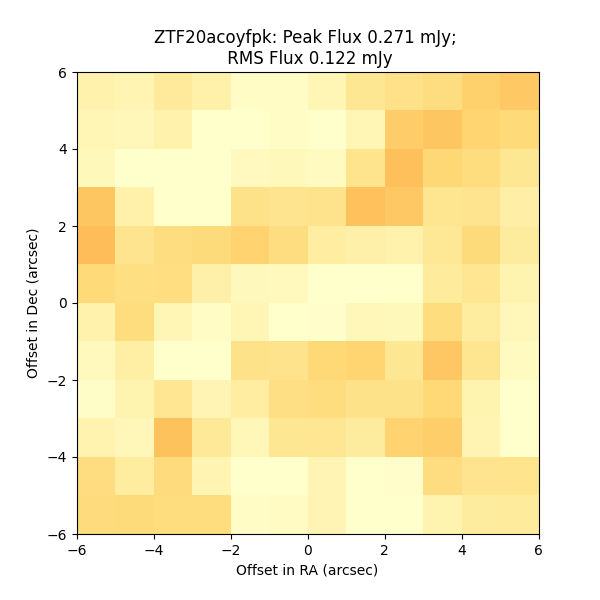 ZTF20acoyfpk: Peak Flux 0.271 mJy;
RMS Flux 0.122 mJy
6
4
2
0
−2
−4
−6
Offset in Dec (arcsec)
−6 −4 −2 0 2 4 6
Offset in RA (arcsec)